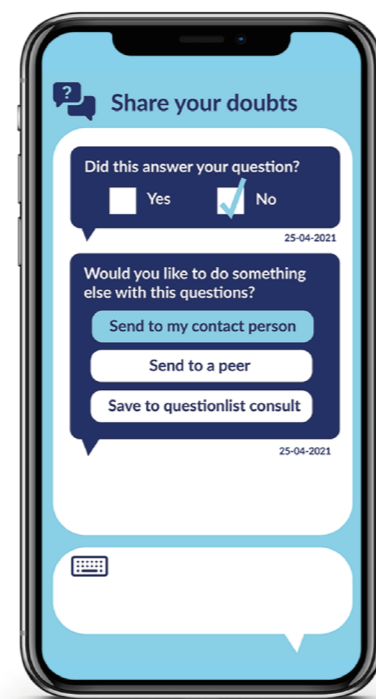 ?
Share your doubts
Did this answer your question?
Yes No
25-04-2021
Would you like to do something
else with this questions?
Send to my contact person
Send to a peer
Save to questionlist consult
25-04-2021